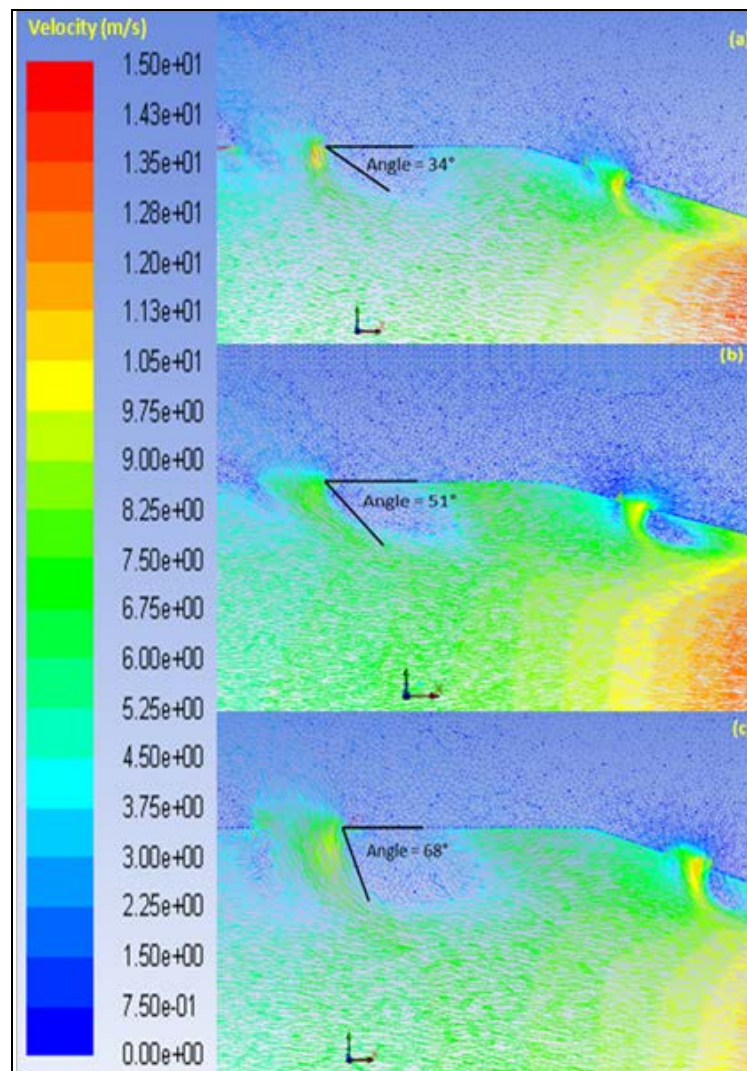 Velocity (m/s)
1.50e+01
1.43e+01
1.35e+01
1.28e+01
1.20e+01
1.13e+01
1.05e+01
9.75e+00
9.00e+00
8.25e+00
7.50e+00
6.75e+00
6.00e+00
5.25e+00
4.50e+00
3.75e+00
3.00e+00
2.25e+00
1.50e+00
7.50e-01
0.00e+00
(a)
Angle = 34°
(b)
Angle = 51°
(c)
Angle = 68°